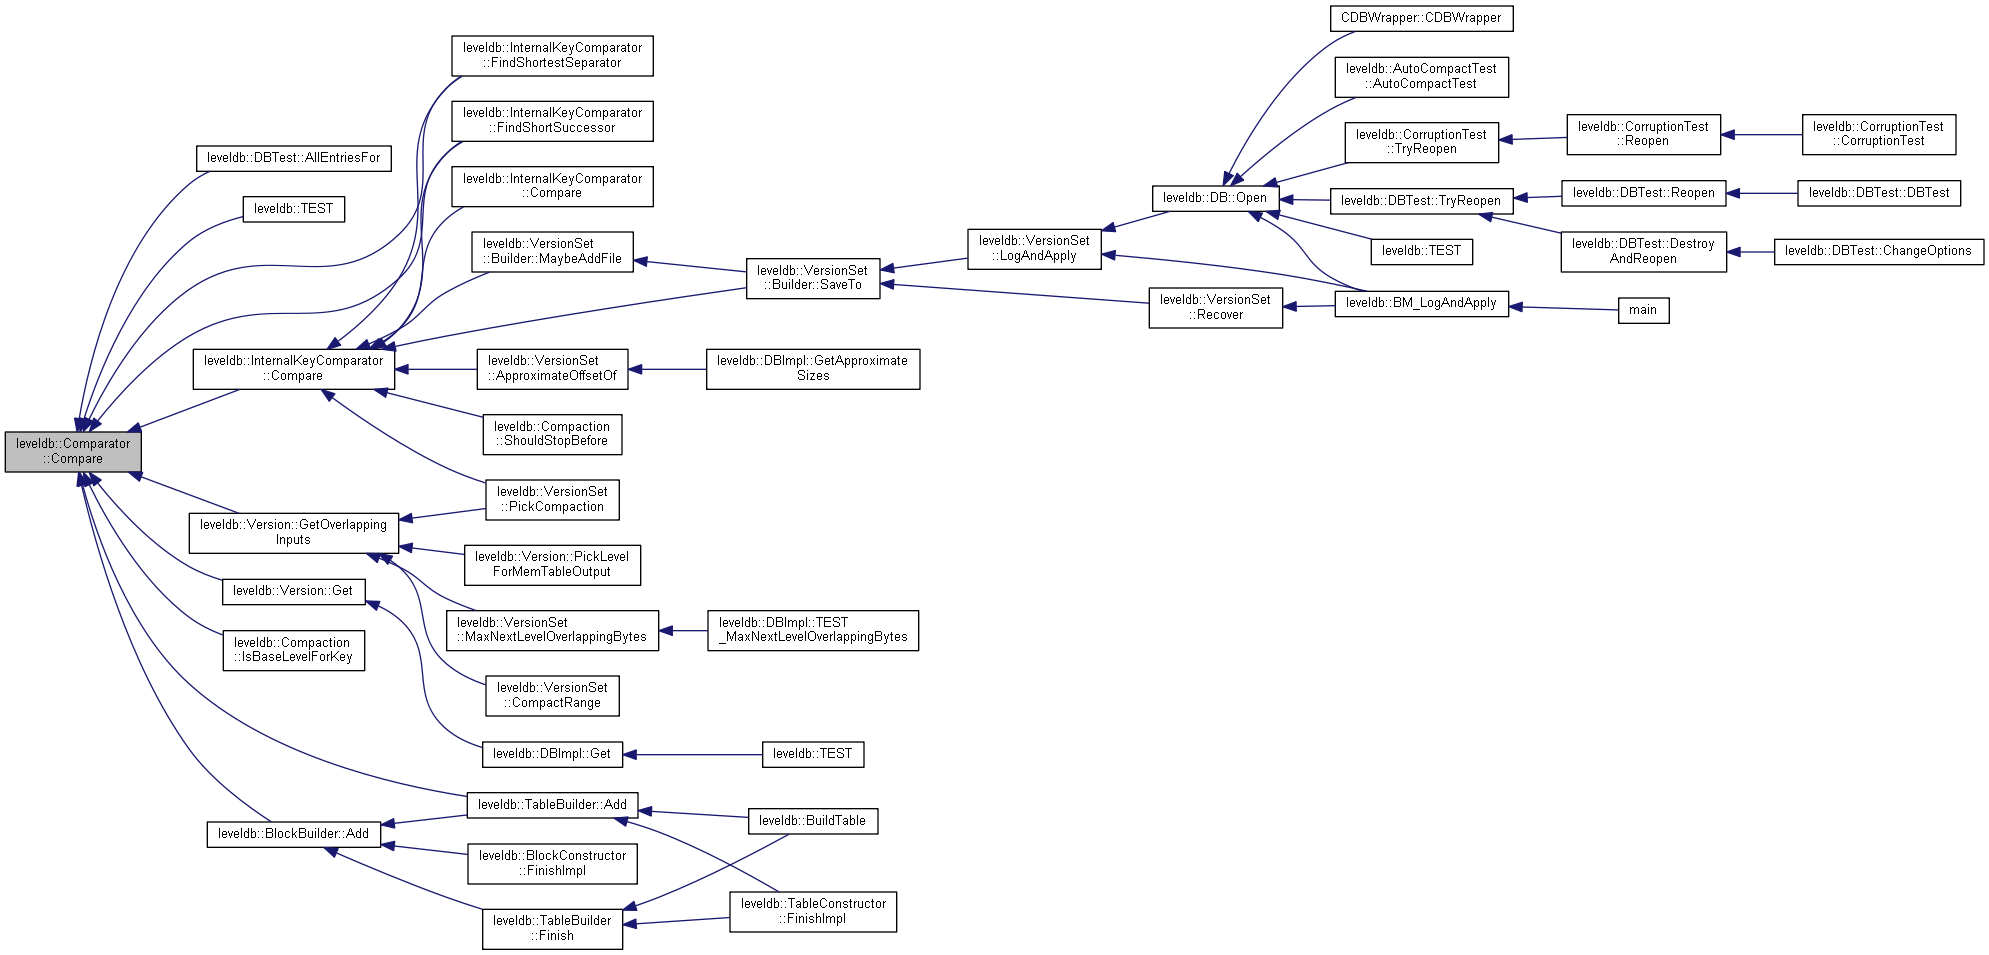 leveldb::Comparator
::Compare
leveldb::DBTest::AllEntriesFor
leveldb::TEST
leveldb::InternalKeyComparator
::Compare
leveldb::Version::GetOverlapping
Inputs
leveldb::Version::Get
leveldb::Compaction
::IsBaseLevelForKey
leveldb::BlockBuilder::Add
leveldb::InternalKeyComparator
::FindShortestSeparator
leveldb::InternalKeyComparator
::FindShortSuccessor
leveldb::InternalKeyComparator
::Compare
leveldb::VersionSet
::Builder::MaybeAddFile
leveldb::VersionSet
::ApproximateOffsetOf
leveldb::Compaction
::ShouldStopBefore
leveldb::VersionSet
::PickCompaction
leveldb::Version::PickLevel
ForMemTableOutput
leveldb::VersionSet
::MaxNextLevelOverlappingBytes
leveldb::VersionSet
::CompactRange
leveldb::DBImpl::Get
leveldb::TableBuilder::Add
leveldb::BlockConstructor
::FinishImpl
leveldb::TableBuilder
::Finish
leveldb::VersionSet
::Builder::SaveTo
leveldb::DBImpl::GetApproximate
Sizes
leveldb::DBImpl::TEST
_MaxNextLevelOverlappingBytes
leveldb::TEST
leveldb::BuildTable
leveldb::TableConstructor
::FinishImpl
leveldb::VersionSet
::LogAndApply
leveldb::DB::Open
leveldb::VersionSet
::Recover
CDBWrapper::CDBWrapper
leveldb::AutoCompactTest
::AutoCompactTest
leveldb::CorruptionTest
::TryReopen
leveldb::DBTest::TryReopen
leveldb::TEST
leveldb::BM_LogAndApply
leveldb::CorruptionTest
::Reopen
leveldb::DBTest::Reopen
leveldb::DBTest::Destroy
AndReopen
main
leveldb::CorruptionTest
::CorruptionTest
leveldb::DBTest::DBTest
leveldb::DBTest::ChangeOptions